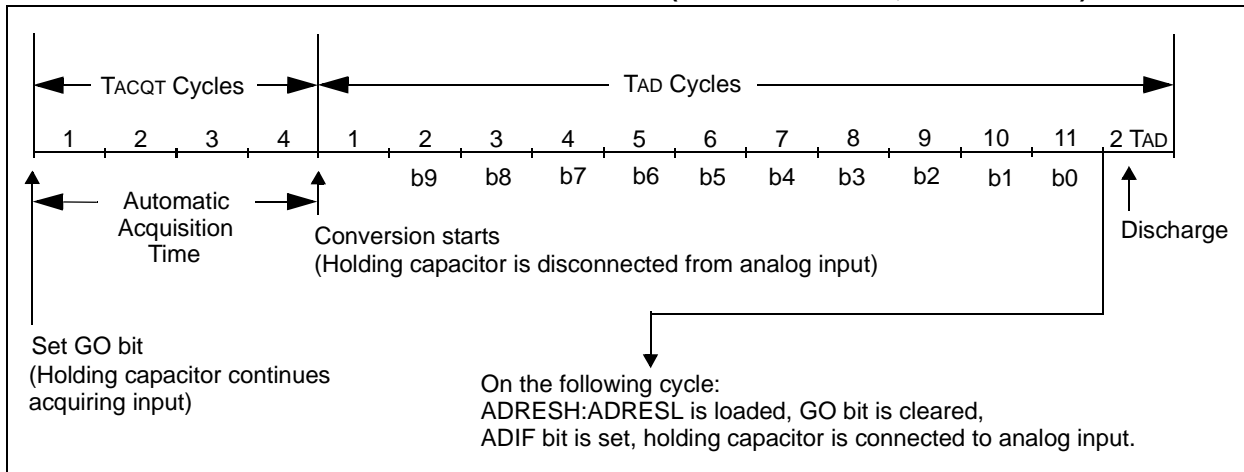 TACQT Cycles TAD Cycles
1 2 3 4 1 2 3 4 5 6 7 8 9 10 11 2 TAD
b9 b8 b7 b6 b5 b4 b3 b2 b1 b0
Automatic
Acquisition
Time
Conversion starts
(Holding capacitor is disconnected from analog input)
Discharge
Set GO bit
(Holding capacitor continues
acquiring input)
On the following cycle:
ADRESH:ADRESL is loaded, GO bit is cleared,
ADIF bit is set, holding capacitor is connected to analog input.